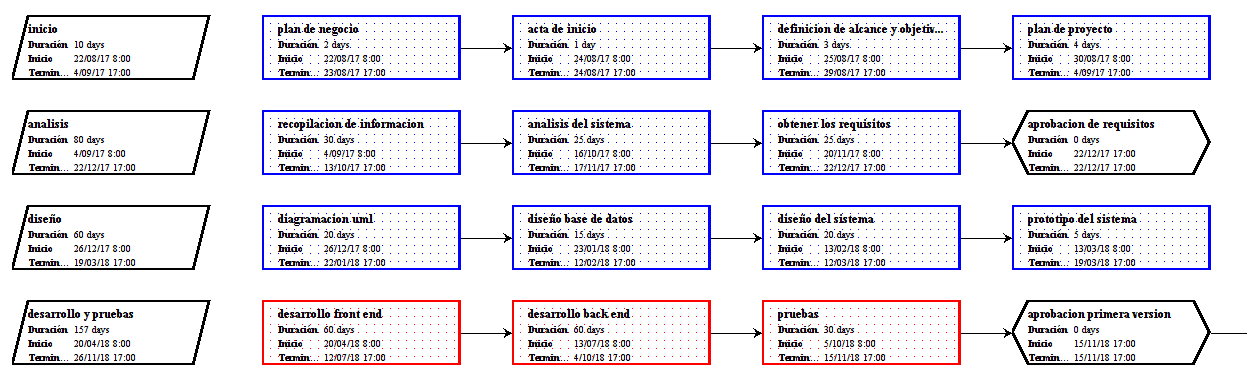 inicio
Duración 10 days
Inicio 22/08/17 8:00
Termin... 4/09/17 17:00
plan de negocio
Duración 2 days
Inicio 22/08/17 8:00
Termin... 23/08/17 17:00
acta de inicio
Duración 1 day
Inicio 24/08/17 8:00
Termin... 24/08/17 17:00
definicion de alcance y objetiv...
Duración 3 days
Inicio 25/08/17 8:00
Termin... 29/08/17 17:00
plan de proyecto
Duración 4 days
Inicio 30/08/17 8:00
Termin... 4/09/17 17:00
analisis
Duración 80 days
Inicio 4/09/17 8:00
Termin... 22/12/17 17:00
recopilacion de informacion
Duración 30 days
Inicio 4/09/17 8:00
Termin... 13/10/17 17:00
analisis del sistema
Duración 25 days
Inicio 16/10/17 8:00
Termin... 17/11/17 17:00
obtener los requisitos
Duración 25 days
Inicio 20/11/17 8:00
Termin... 22/12/17 17:00
aprobacion de requisitos
Duración 0 days
Inicio 22/12/17 17:00
Termin... 22/12/17 17:00
diseño
Duración 60 days
Inicio 26/12/17 8:00
Termin... 19/03/18 17:00
diagramacion uml
Duración 20 days
Inicio 26/12/17 8:00
Termin... 22/01/18 17:00
diseño base de datos
Duración 15 days
Inicio 23/01/18 8:00
Termin... 12/02/18 17:00
diseño del sistema
Duración 20 days
Inicio 13/02/18 8:00
Termin... 12/03/18 17:00
prototipo del sistema
Duración 5 days
Inicio 13/03/18 8:00
Termin... 19/03/18 17:00
desarrollo y pruebas
Duración 157 days
Inicio 20/04/18 8:00
Termin... 26/11/18 17:00
desarrollo front end
Duración 60 days
Inicio 20/04/18 8:00
Termin... 12/07/18 17:00
desarrollo back end
Duración 60 days
Inicio 13/07/18 8:00
Termin... 4/10/18 17:00
pruebas
Duración 30 days
Inicio 5/10/18 8:00
Termin... 15/11/18 17:00
aprobacion primera version
Duración 0 days
Inicio 15/11/18 17:00
Termin... 15/11/18 17:00